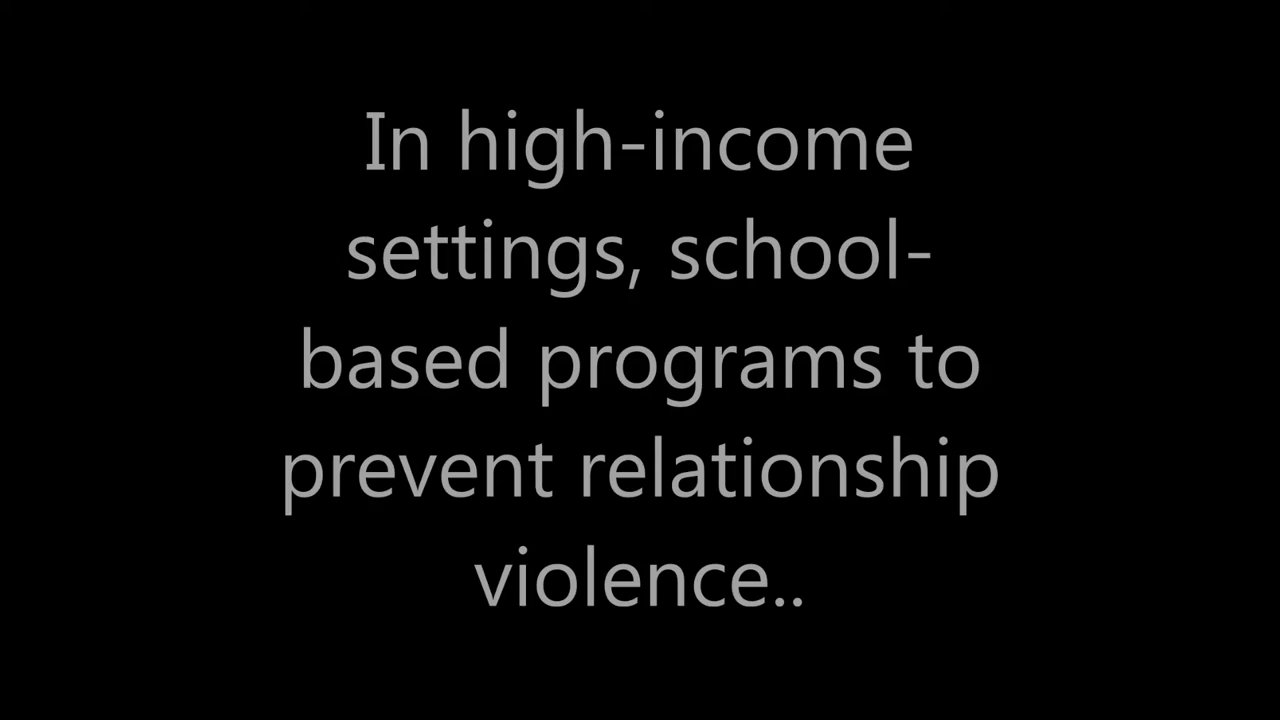 In high-income
settings, school-
based programs to
prevent relationship
violence..